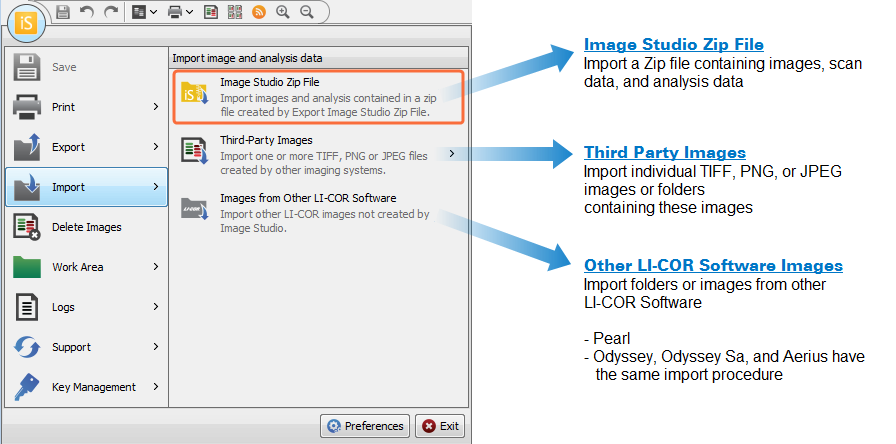 iS
Save
Print
Export
Import
Delete Images
Work Area
Logs
Support
Key Management
Import image and analysis data
iS
Image Studio Zip File
Import images and analysis contained in a zip
file created by Export Image Studio Zip File.
Third-Party Images
Import one or more TIFF, PNG or JPEG files
created by other imaging systems.
LI-COR
Images from Other LI-COR Software
Import other LI-COR images not created by
Image Studio.
Preferences
Exit
Image Studio Zip File
Import a Zip file containing images, scan
data, and analysis data
Third Party Images
Import individual TIFF, PNG, or JPEG
images or folders
containing these images
Other LI-COR Software Images
Import folders or images from other
LI-COR Software
- Pearl
- Odyssey, Odyssey Sa, and Aerius have
the same import procedure